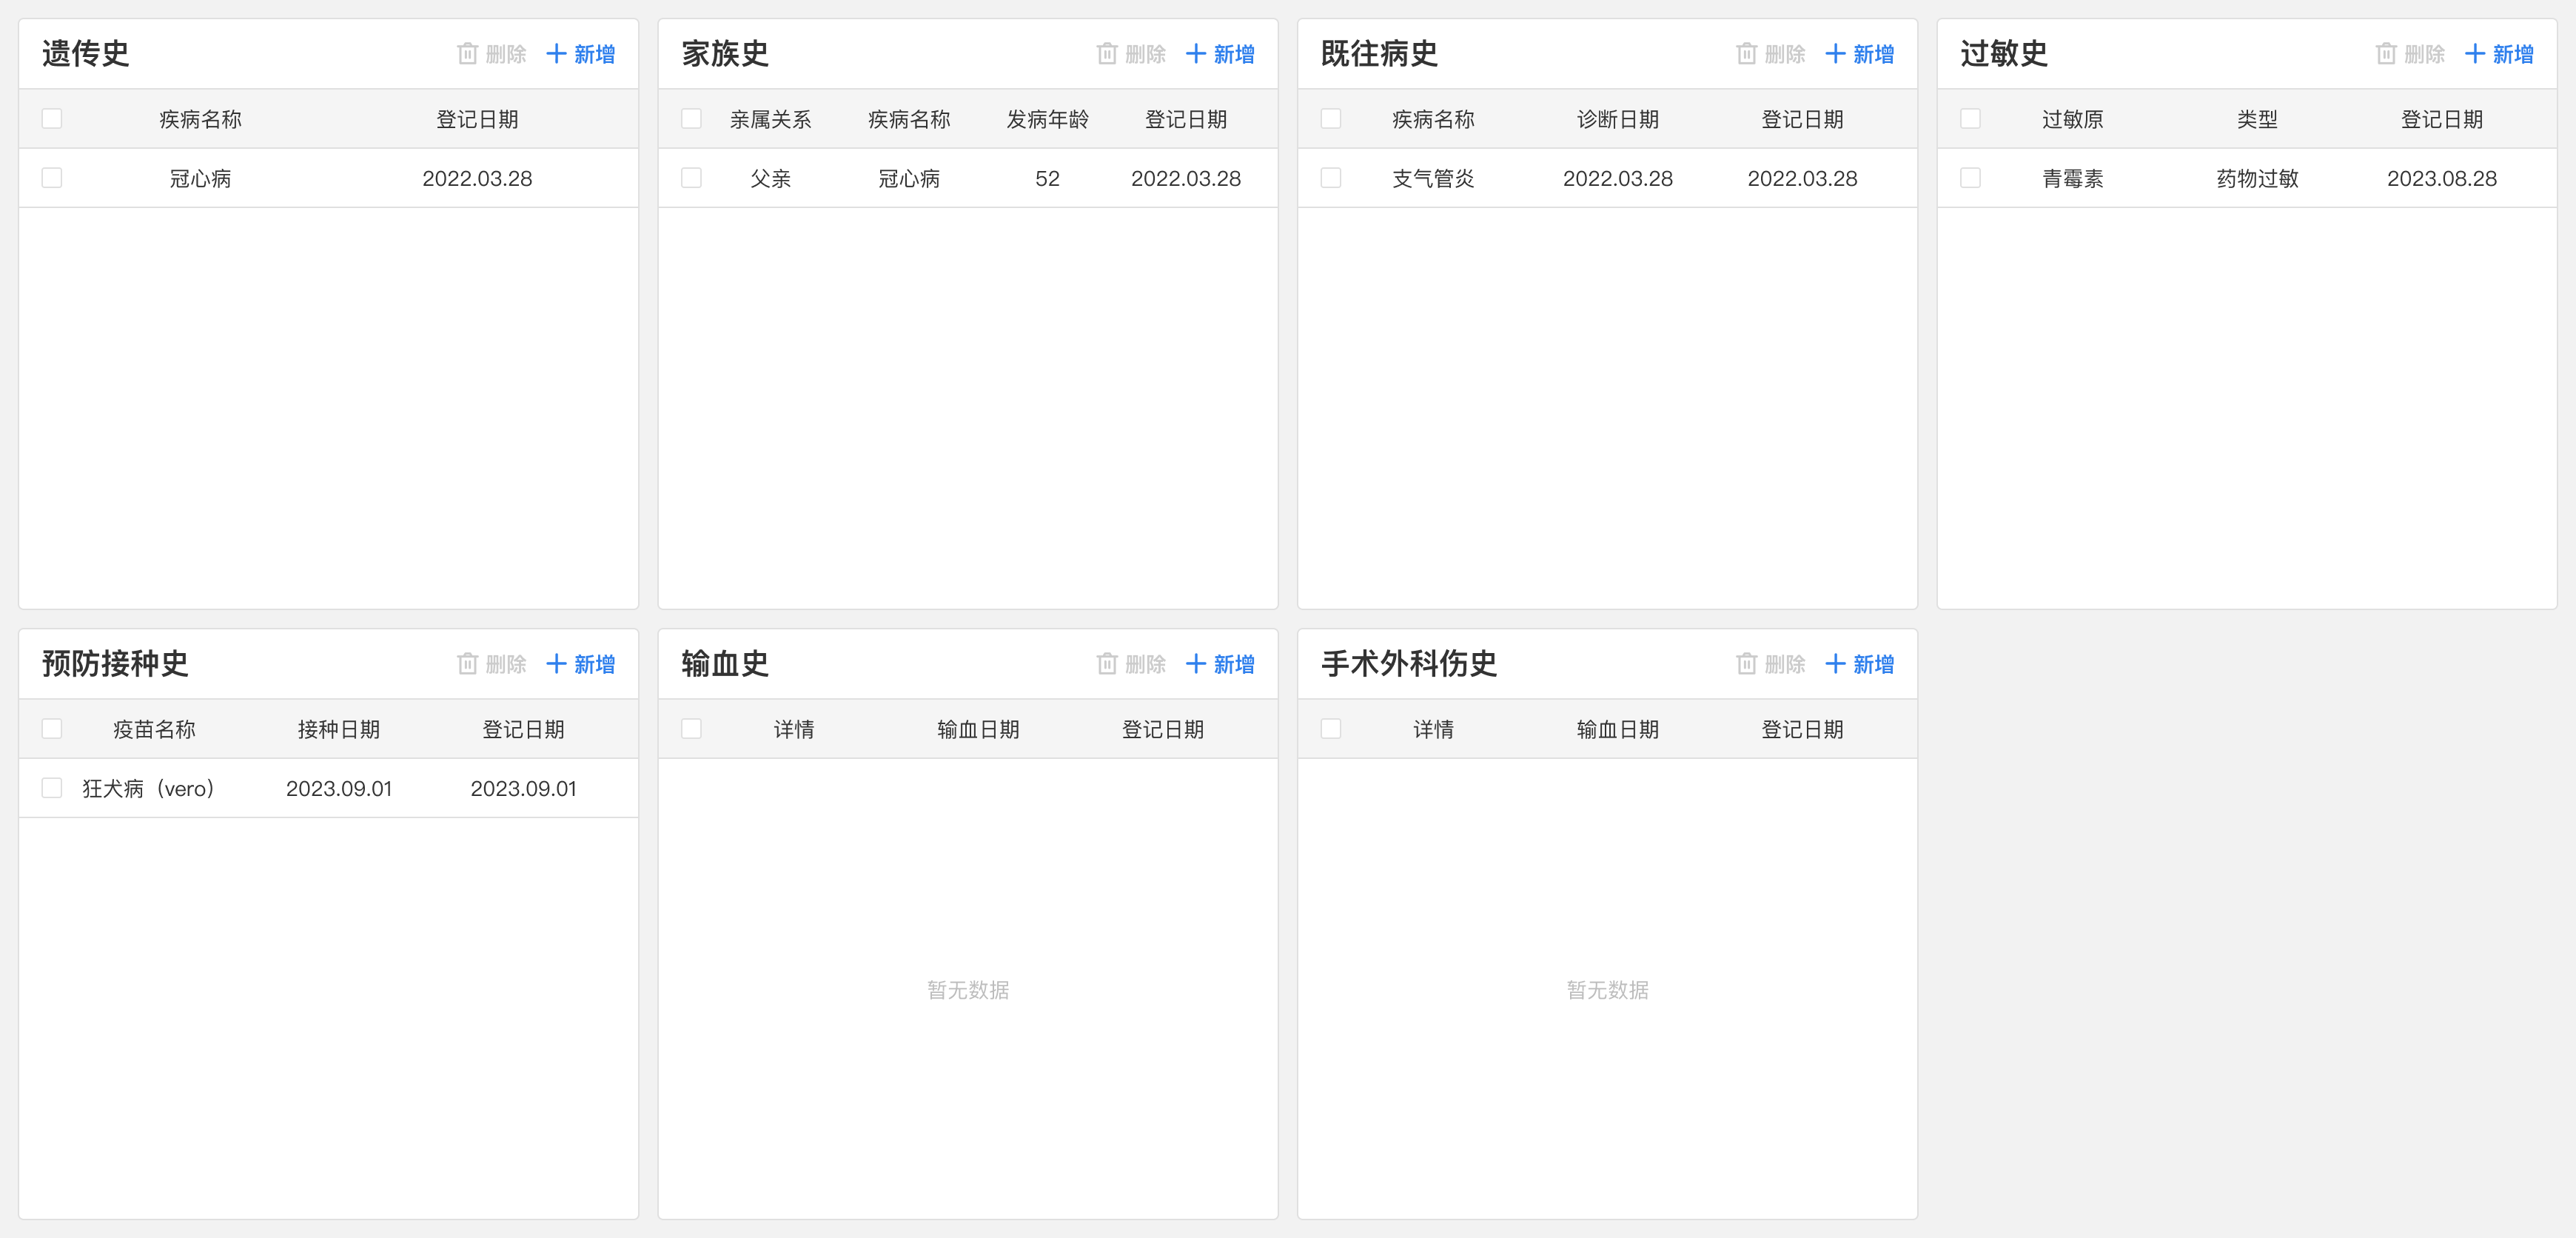 遗传史 删除 新增
疾病名称 登记日期
冠心病 2022.03.28
家族史 删除 新增
亲属关系 疾病名称 发病年龄 登记日期
父亲 冠心病 52 2022.03.28
既往病史 删除 新增
疾病名称 诊断日期 登记日期
支气管炎 2022.03.28 2022.03.28
过敏史 删除 新增
过敏原 类型 登记日期
青霉素 药物过敏 2023.08.28
预防接种史 删除 新增
疫苗名称 接种日期 登记日期
狂犬病（vero） 2023.09.01 2023.09.01
输血史 删除 新增
详情 输血日期 登记日期
暂无数据
手术外科伤史 删除 新增
详情 输血日期 登记日期
暂无数据